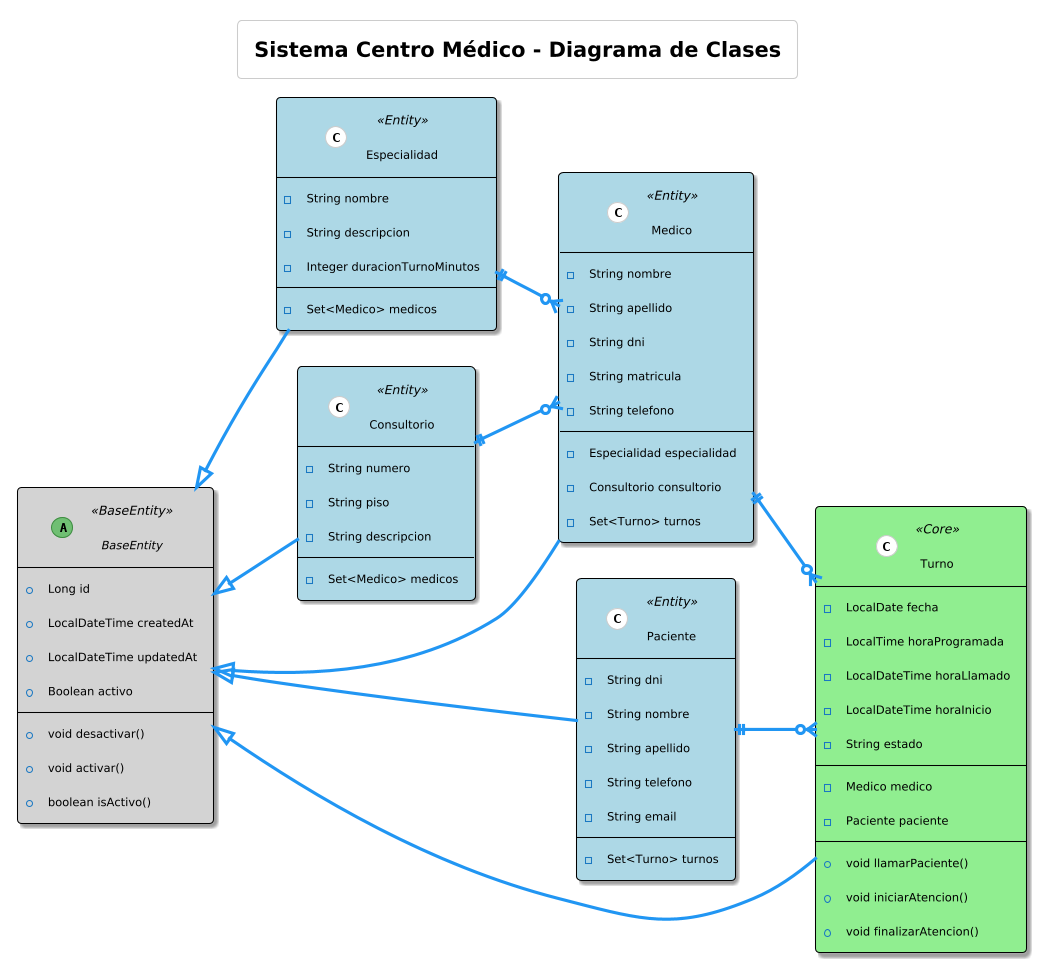 Sistema Centro Médico - Diagrama de Clases
«Entity»
C
Especialidad
String nombre
String descripcion
Integer duracionTurnoMinutos
Set<Medico> medicos
«Entity»
C
Medico
String nombre
String apellido
String dni
String matricula
String telefono
Especialidad especialidad
Consultorio consultorio
Set<Turno> turnos
«Entity»
C
Consultorio
String numero
String piso
String descripcion
Set<Medico> medicos
«BaseEntity»
A
BaseEntity
Long id
LocalDateTime createdAt
LocalDateTime updatedAt
Boolean activo
void desactivar()
void activar()
boolean isActivo()
«Entity»
C
Paciente
String dni
String nombre
String apellido
String telefono
String email
Set<Turno> turnos
«Core»
C
Turno
LocalDate fecha
LocalTime horaProgramada
LocalDateTime horaLlamado
LocalDateTime horaInicio
String estado
Medico medico
Paciente paciente
void llamarPaciente()
void iniciarAtencion()
void finalizarAtencion()